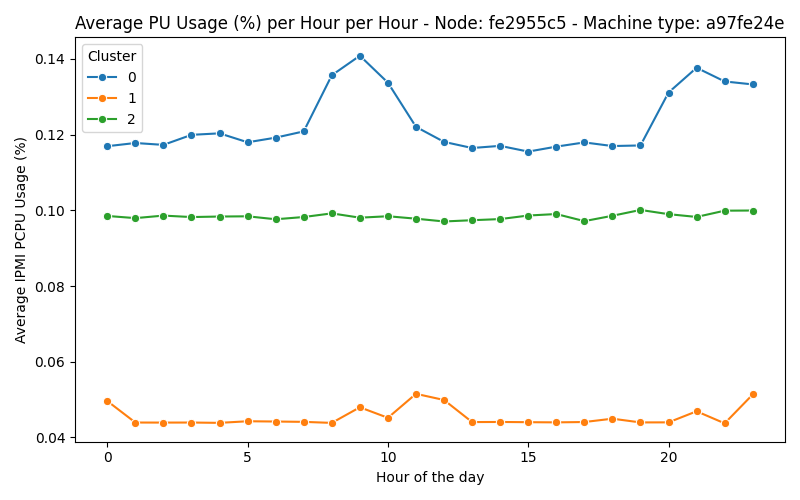 Average PU Usage (%) per Hour per Hour - Node: fe2955c5 - Machine type: a97fe24e
Cluster
0
1
2
0.14
0.12
0.10
0.08
0.06
0.04
Average IPMI PCPU Usage (%)
0 5 10 15 20
Hour of the day